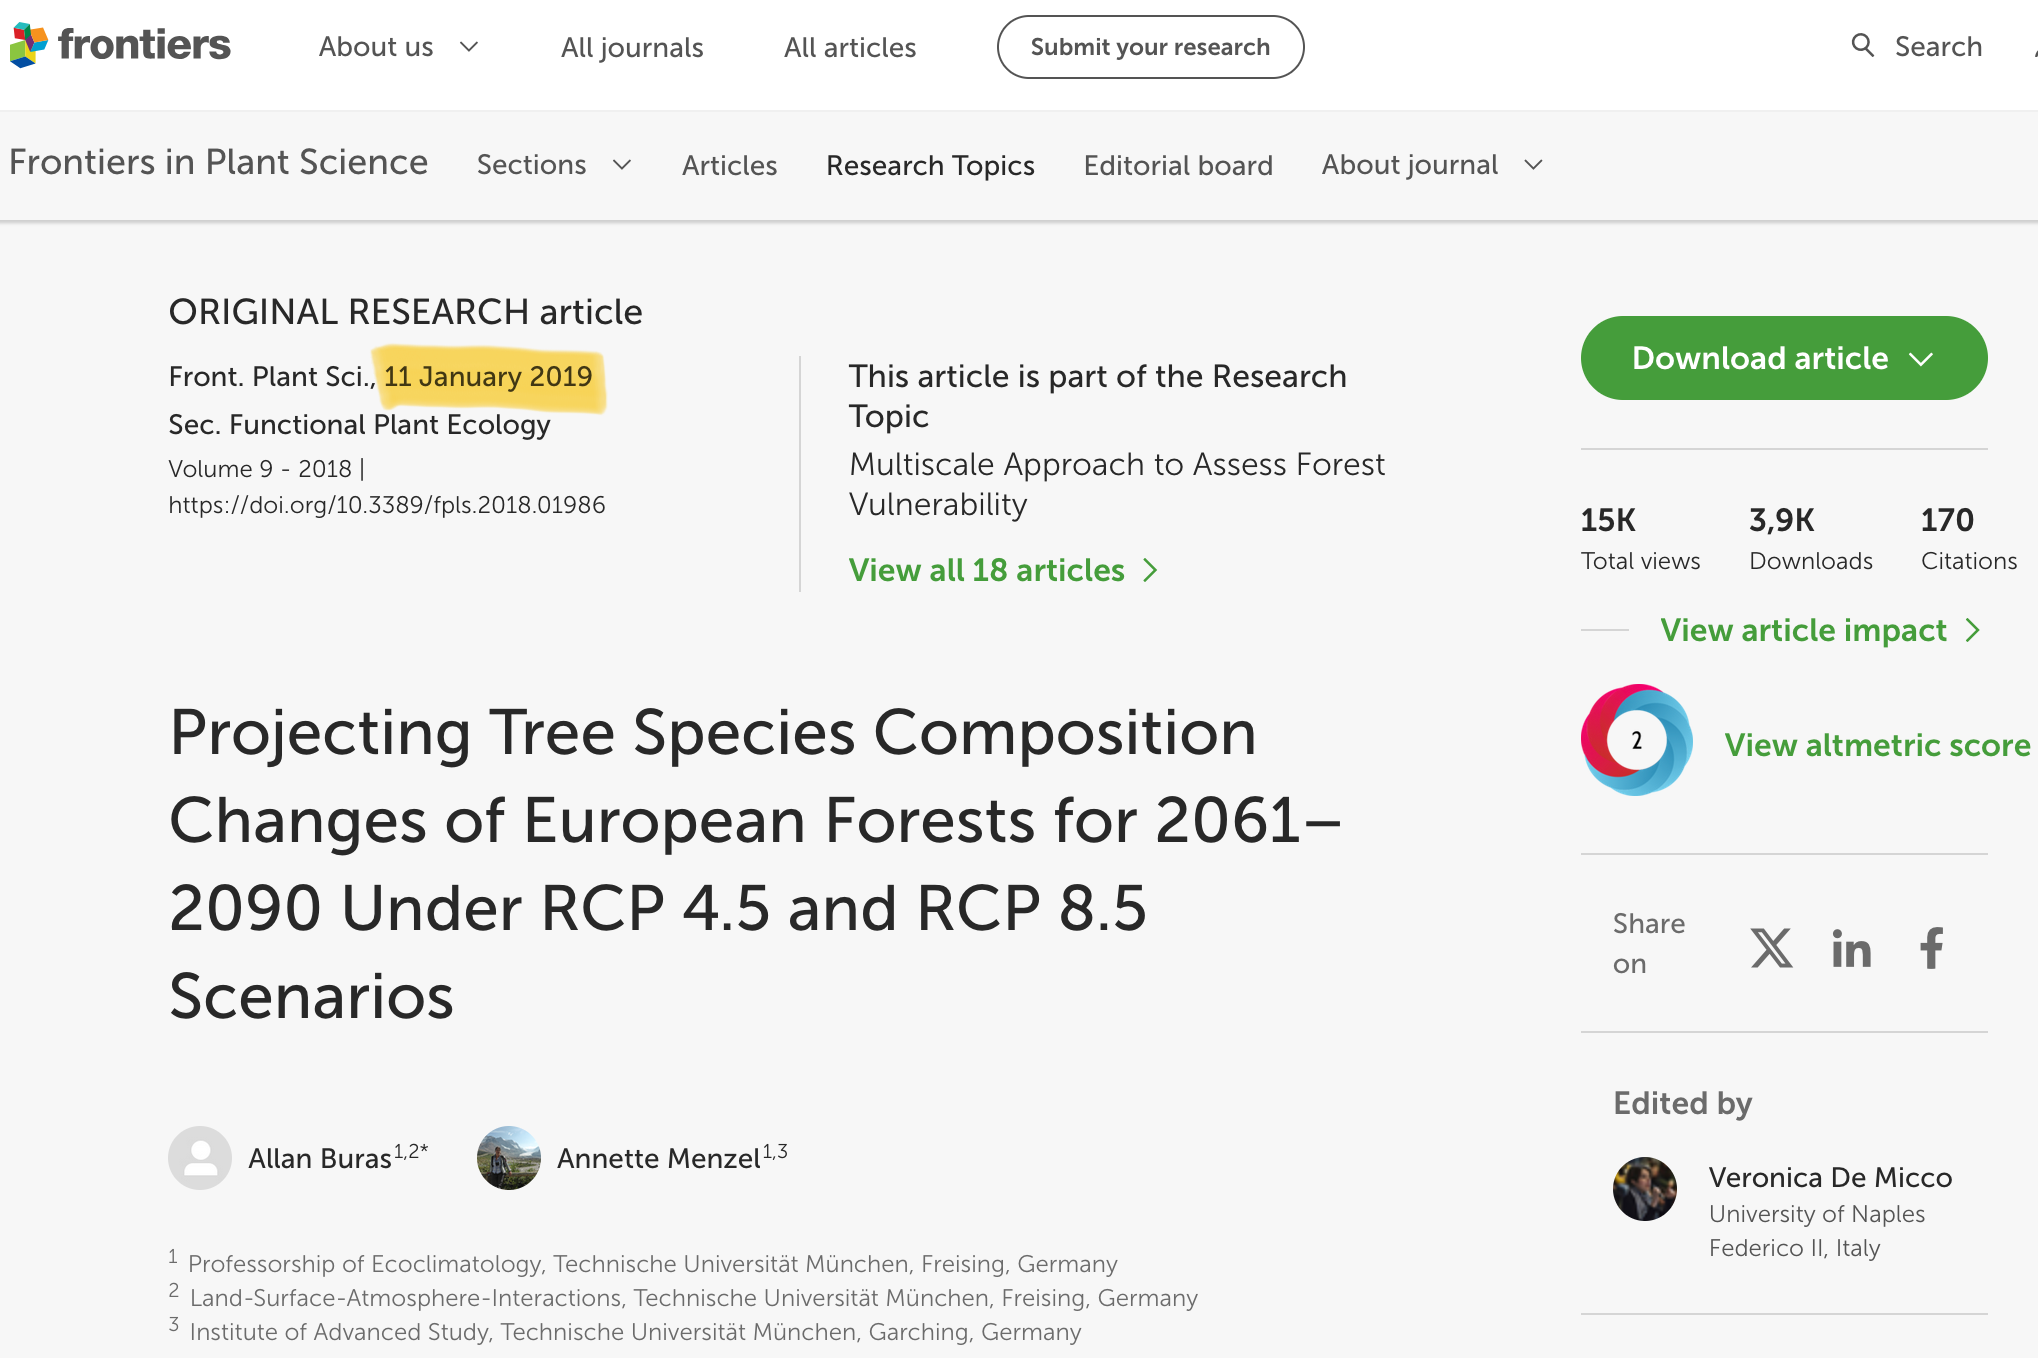 frontiers
About us
All journals
All articles
Submit your research
Search
Frontiers in Plant Science
Sections
Articles
Research Topics
Editorial board
About journal
ORIGINAL RESEARCH article
Front. Plant Sci., 11 January 2019
Sec. Functional Plant Ecology
Volume 9 - 2018 |
https://doi.org/10.3389/fpls.2018.01986
This article is part of the Research
Topic
Multiscale Approach to Assess Forest
Vulnerability
View all 18 articles
Download article
15K
Total views
3,9K
Downloads
170
Citations
View article impact
2
View altmetric score
Projecting Tree Species Composition
Changes of European Forests for 2061–
2090 Under RCP 4.5 and RCP 8.5
Scenarios
Share
on
Allan Buras1,2*
Annette Menzel1,3
Edited by
Veronica De Micco
University of Naples
Federico II, Italy
1 Professorship of Ecoclimatology, Technische Universität München, Freising, Germany
2 Land-Surface-Atmosphere-Interactions, Technische Universität München, Freising, Germany
3 Institute of Advanced Study, Technische Universität München, Garching, Germany